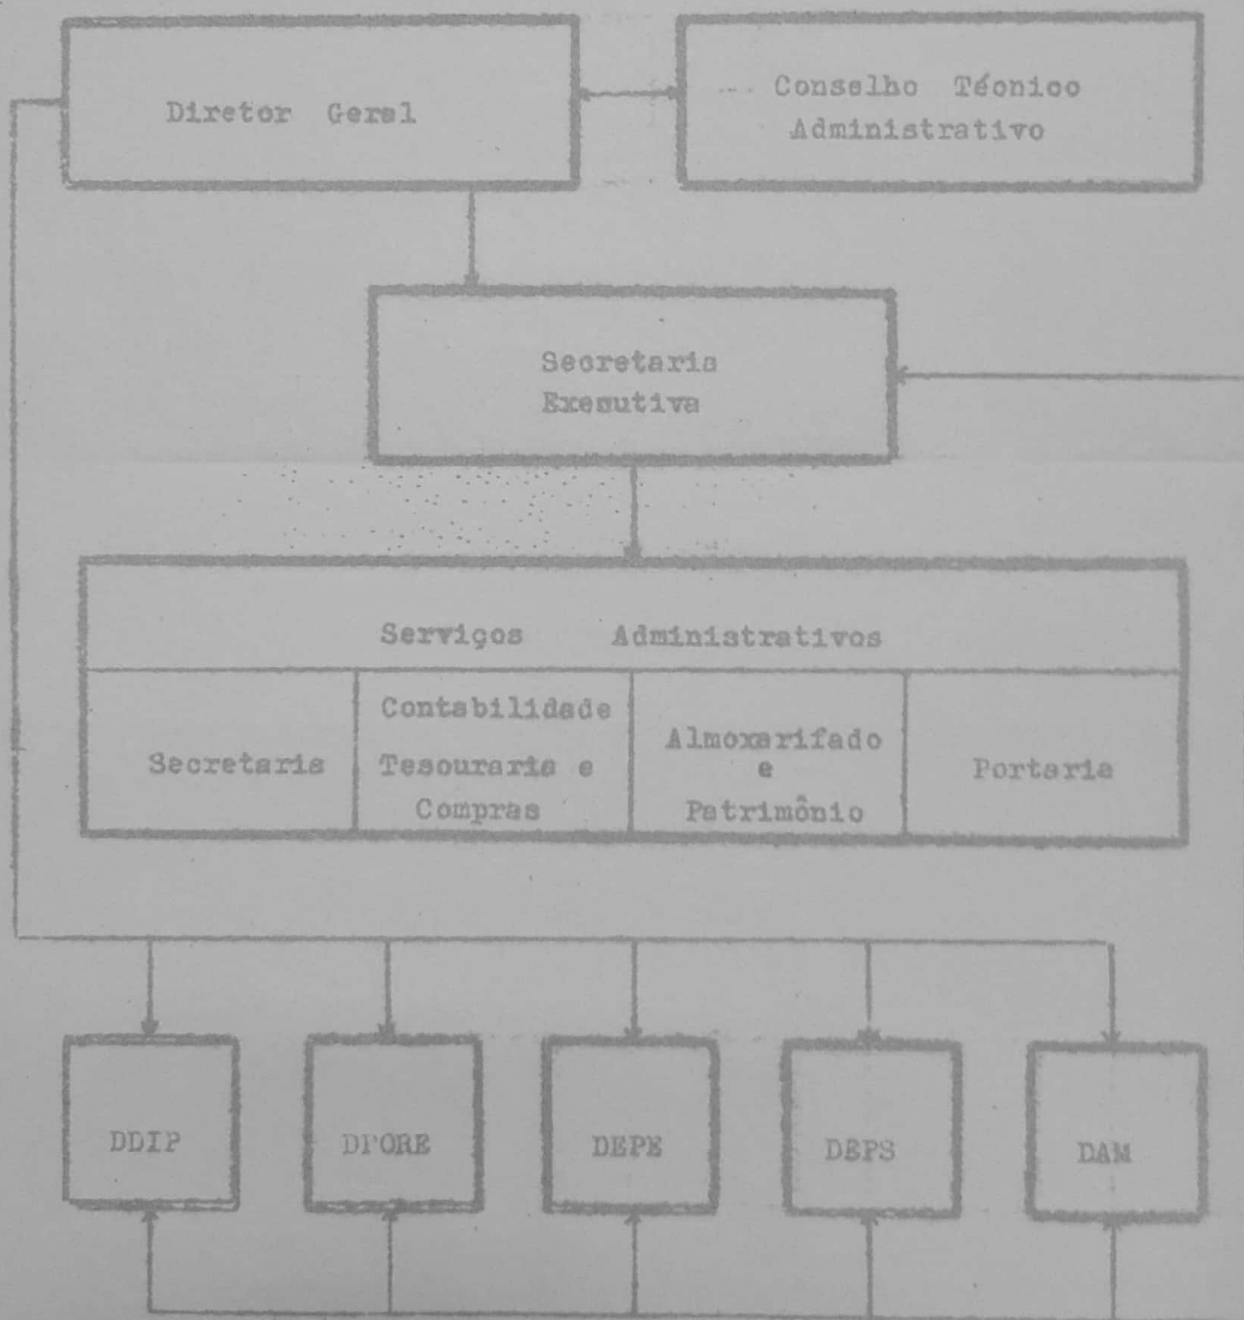 Diretor Geral
Conselho Técnico
Administrativo
Secretaria
Executiva
Serviços Administrativos
Secretaria
Contabilidade
Tesouraria e
Compras
Almoxarifado
e
Patrimônio
Portaria
DDIP
DFORE
DEPE
DEPS
DAM